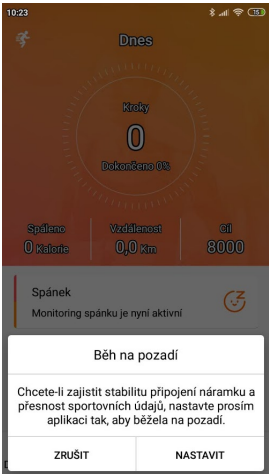 10:23
15
Dnes
Kroky
0
Dokončeno 0%
Spáleno Vzdálenost Cíl
0 Kalorie 0,0 Km 8000
Spánek
Monitoring spánku je nyní aktivní
Běh na pozadí
Chcete-li zajistit stabilitu připojení náramku a
přesnost sportovních údajů, nastavte prosím
aplikaci tak, aby běžela na pozadí.
ZRUŠIT NASTAVIT